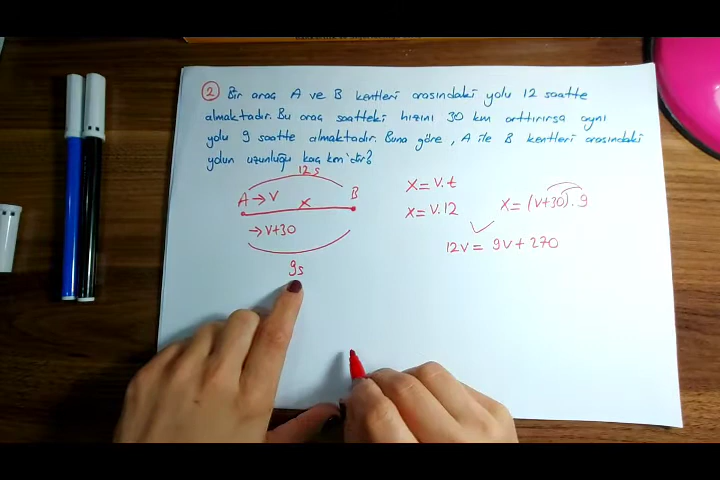 2 Bir araç A ve B kentleri arasındaki yolu 12 saatte
almaktadır. Bu araç saatteki hızını 30 km arttırırsa aynı
yolu 9 saatte almaktadır. Buna göre, A ile B kentleri arasındaki
yolun uzunluğu kaç km'dir?
12 s
A → V x B
→ V+30
9s
x = V.t
x = V.12 x = (V+30).9
12V = 9V + 270